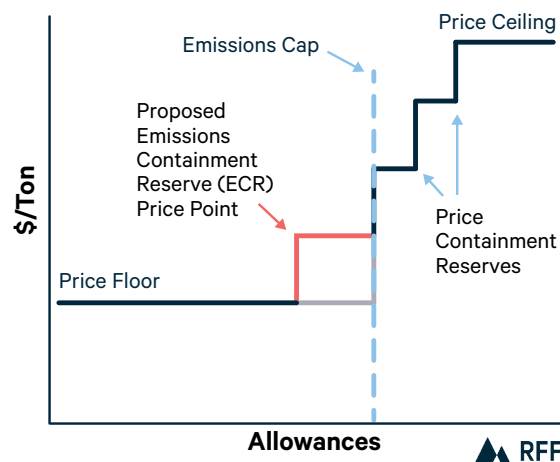 Price Ceiling
Emissions Cap
Proposed
Emissions
Containment
Reserve (ECR)
Price Point
Price
Containment
Reserves
Price Floor
$/Ton
Allowances
RFF